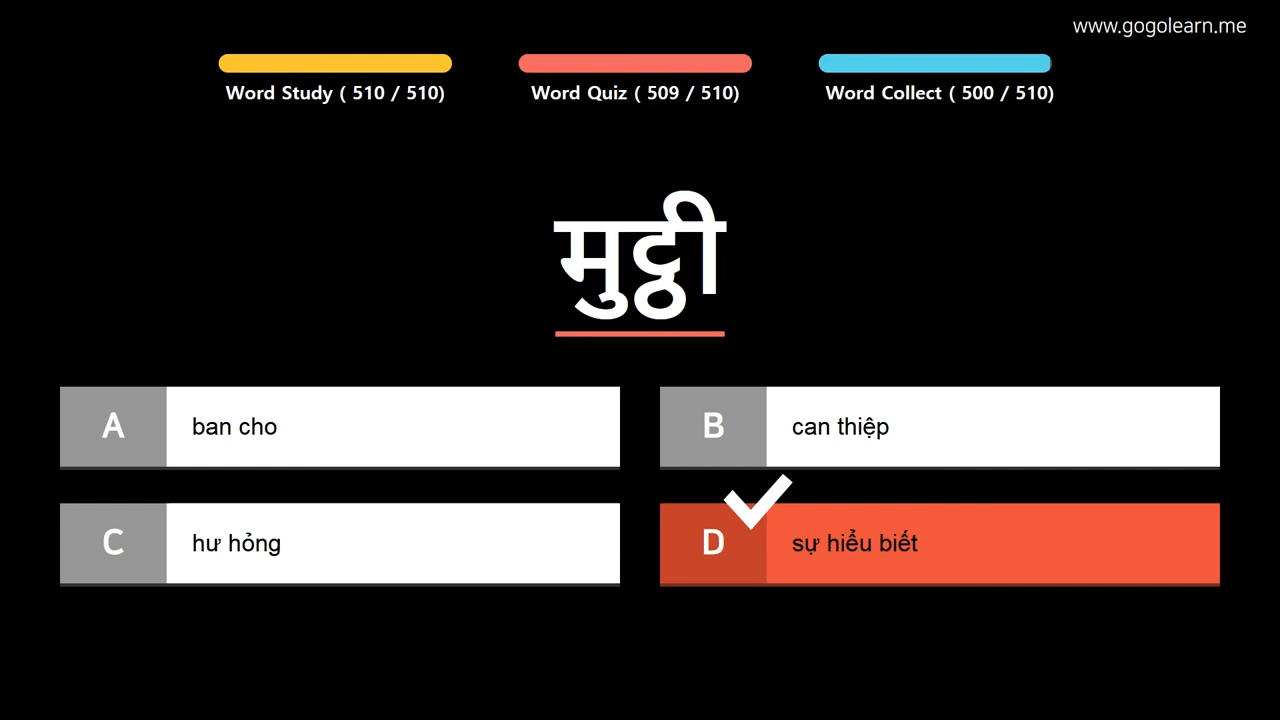 www.gogolearn.me
Word Study ( 510 / 510)
Word Quiz ( 509 / 510)
Word Collect ( 500 / 510)
मुट्ठी
A
ban cho
B
can thiệp
C
hư hỏng
D
sự hiểu biết